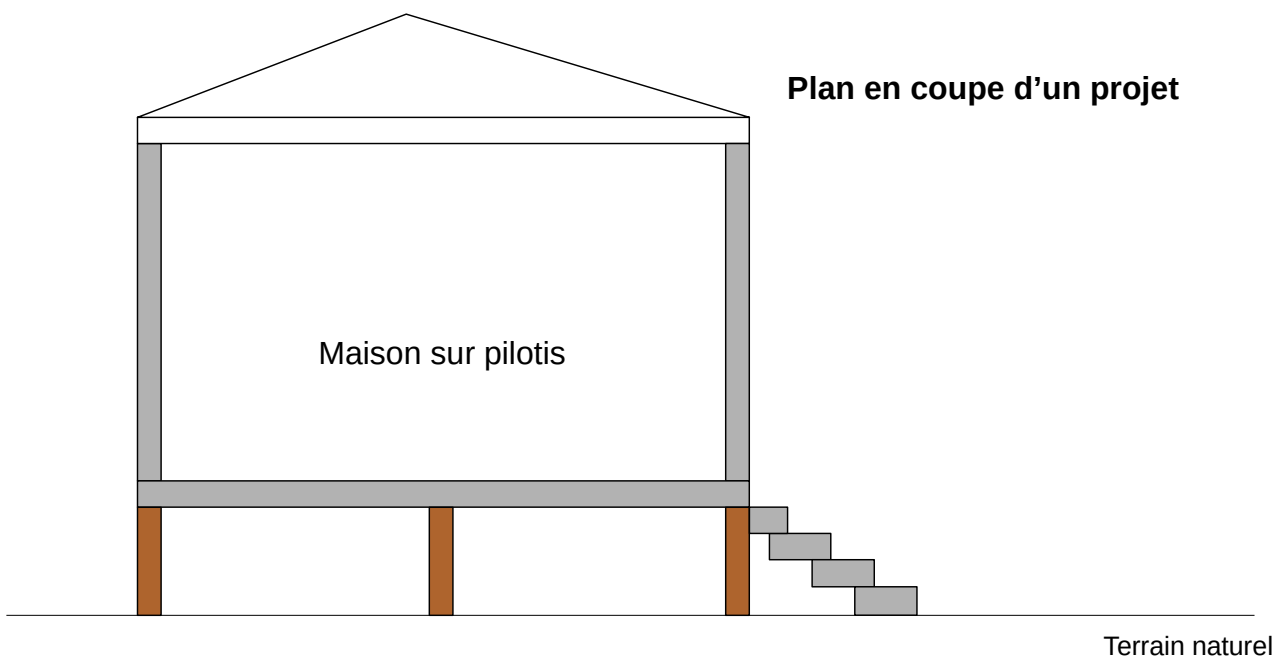 Plan en coupe d’un projet
Maison sur pilotis
Terrain naturel